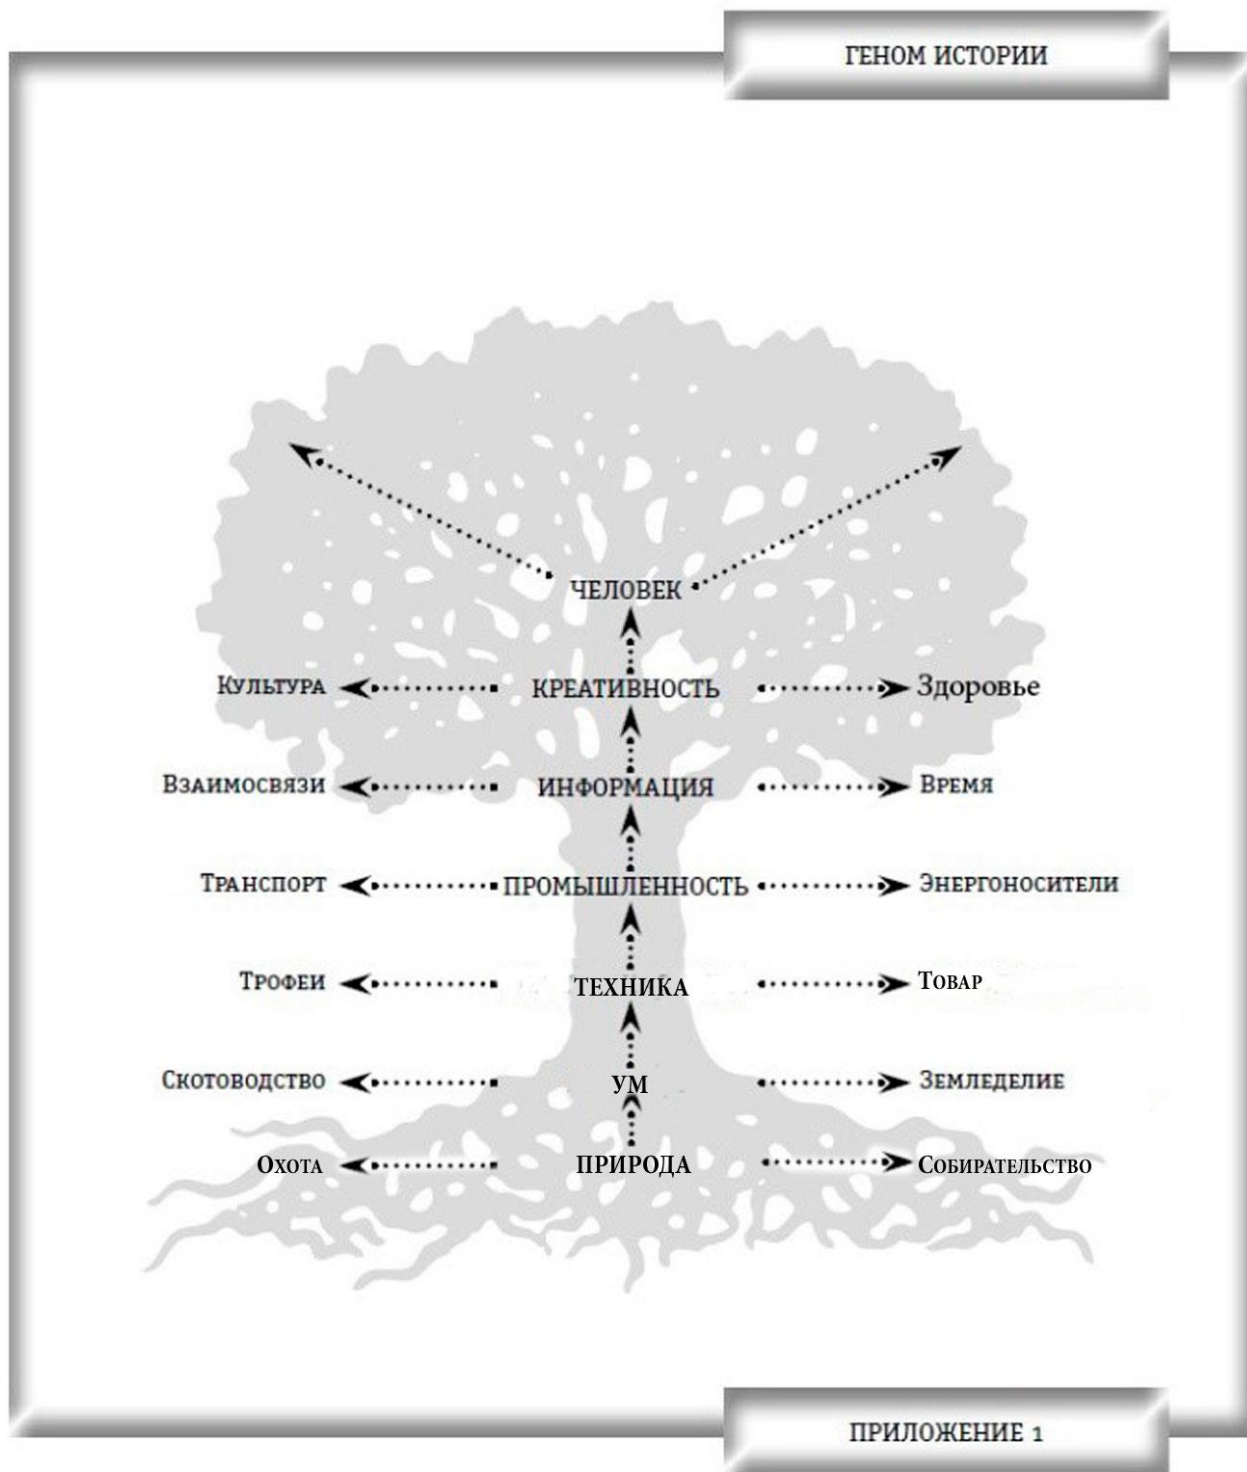 ГЕНОМ ИСТОРИИ
ЧЕЛОВЕК
Культура КРЕАТИВНОСТЬ Здоровье
Взаимосвязи ИНФОРМАЦИЯ Время
Транспорт ПРОМЫШЛЕННОСТЬ Энергоносители
Трофеи ТЕХНИКА Товар
Скотоводство УМ Земледелие
Охота ПРИРОДА Собирательство
ПРИЛОЖЕНИЕ 1